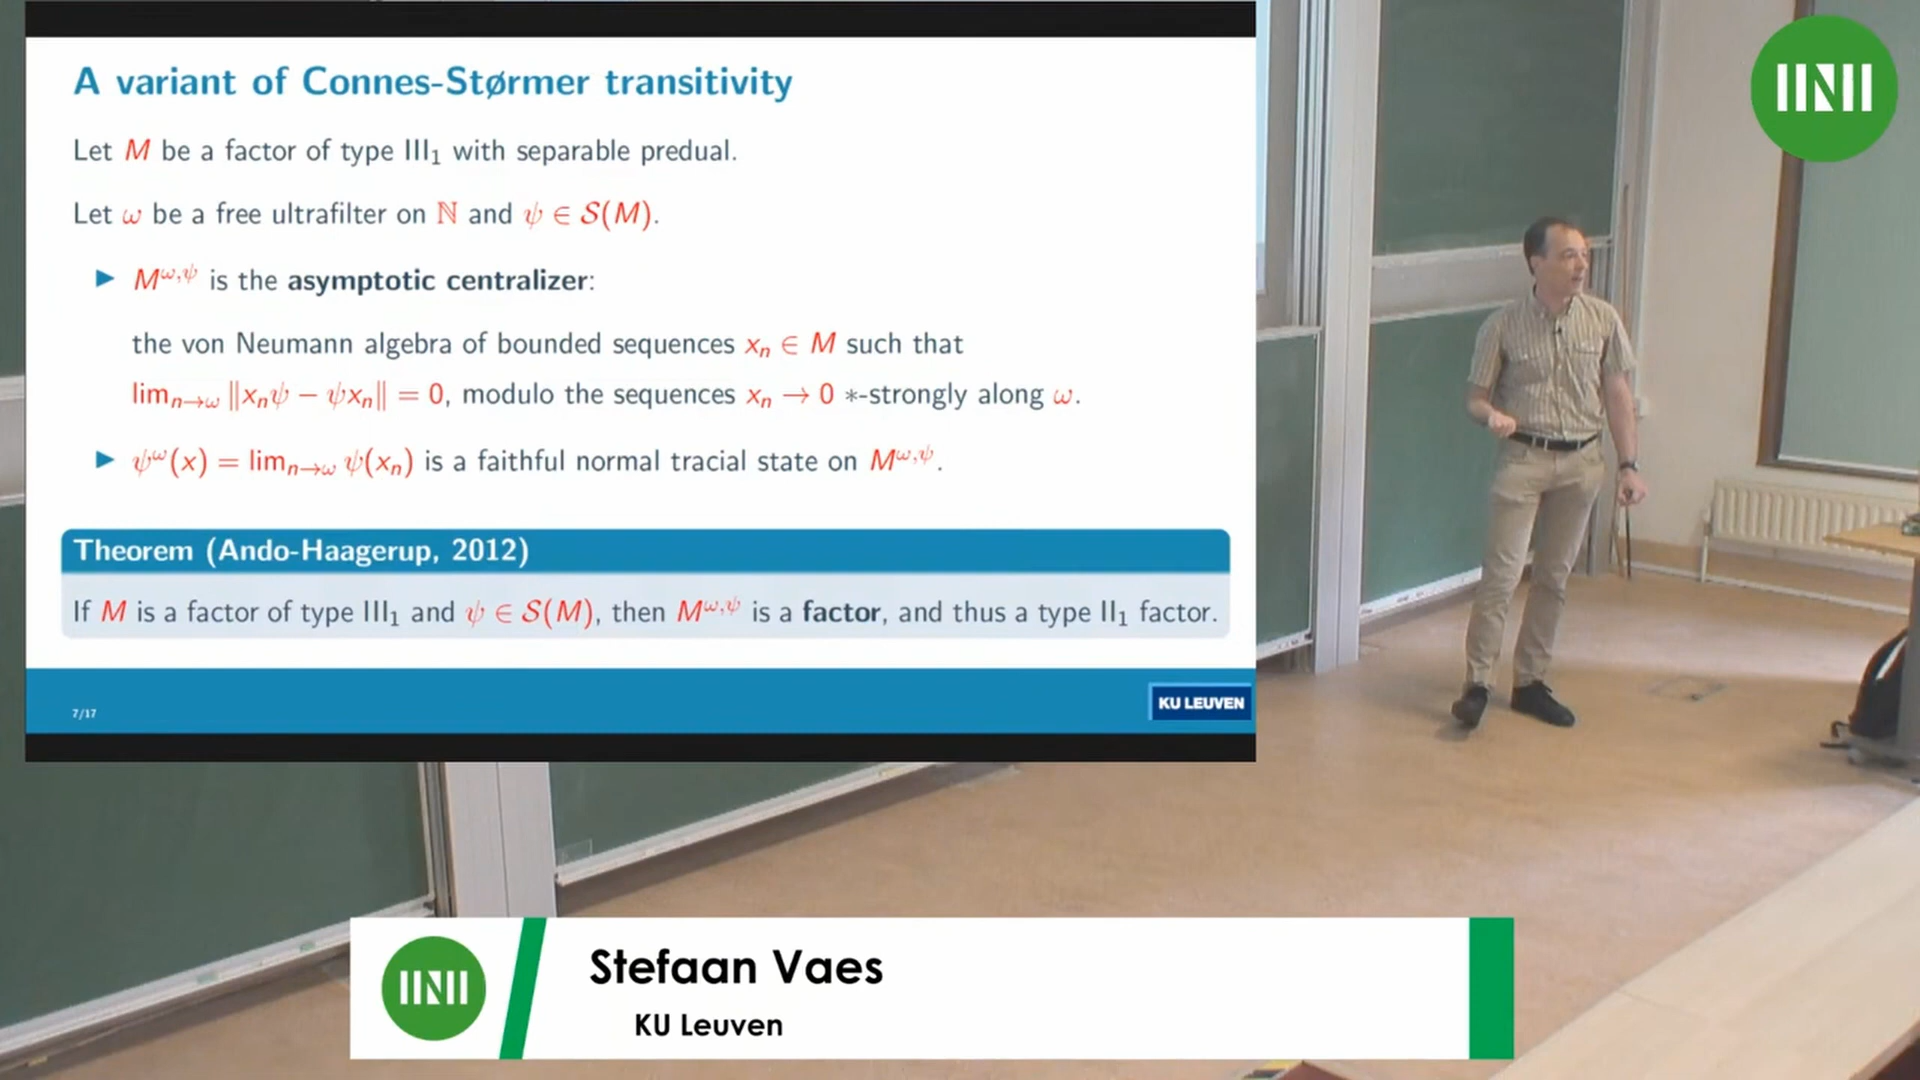 A variant of Connes-Størmer transitivity
Let M be a factor of type III₁ with separable predual.
Let ω be a free ultrafilter on ℕ and ψ ∈ 𝒮(M).
▶ M^{ω,ψ} is the asymptotic centralizer:
the von Neumann algebra of bounded sequences xₙ ∈ M such that
lim_{n→ω} ‖xₙψ − ψxₙ‖ = 0, modulo the sequences xₙ → 0 ∗-strongly along ω.
▶ ψ^ω(x) = lim_{n→ω} ψ(xₙ) is a faithful normal tracial state on M^{ω,ψ}.
Theorem (Ando-Haagerup, 2012)
If M is a factor of type III₁ and ψ ∈ 𝒮(M), then M^{ω,ψ} is a factor, and thus a type II₁ factor.
7/17
KU LEUVEN
Stefaan Vaes
KU Leuven